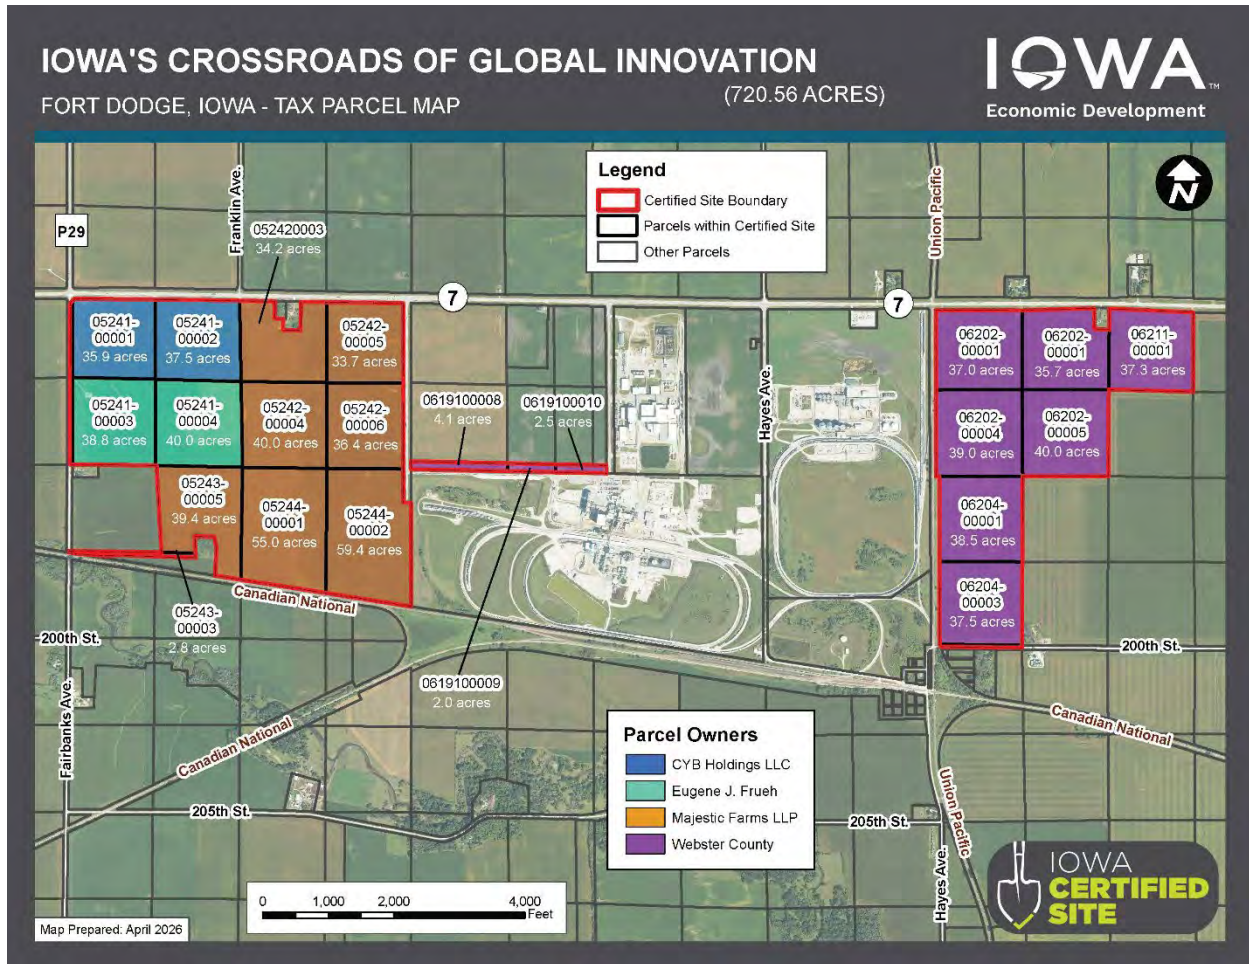 IOWA'S CROSSROADS OF GLOBAL INNOVATION
FORT DODGE, IOWA - TAX PARCEL MAP
(720.56 ACRES)
IOWA™
Economic Development
Legend
Certified Site Boundary
Parcels within Certified Site
Other Parcels
N
P29
Franklin Ave.
Union Pacific
052420003
34.2 acres
7
7
05241-
00001
35.9 acres
05241-
00002
37.5 acres
05242-
00005
33.7 acres
06202-
00001
37.0 acres
06202-
00001
35.7 acres
06211-
00001
37.3 acres
Hayes Ave.
05241-
00003
38.8 acres
05241-
00004
40.0 acres
05242-
00004
40.0 acres
05242-
00006
36.4 acres
0619100008
4.1 acres
0619100010
2.5 acres
06202-
00004
39.0 acres
06202-
00005
40.0 acres
05243-
00005
39.4 acres
05244-
00001
55.0 acres
05244-
00002
59.4 acres
06204-
00001
38.5 acres
06204-
00003
37.5 acres
Canadian National
05243-
00003
2.8 acres
200th St.
200th St.
0619100009
2.0 acres
Fairbanks Ave.
Canadian National
Canadian National
Parcel Owners
CYB Holdings LLC
Eugene J. Frueh
Majestic Farms LLP
Webster County
Union Pacific
205th St.
205th St.
Hayes Ave.
0 1,000 2,000 4,000
Feet
IOWA
CERTIFIED
SITE
Map Prepared: April 2026